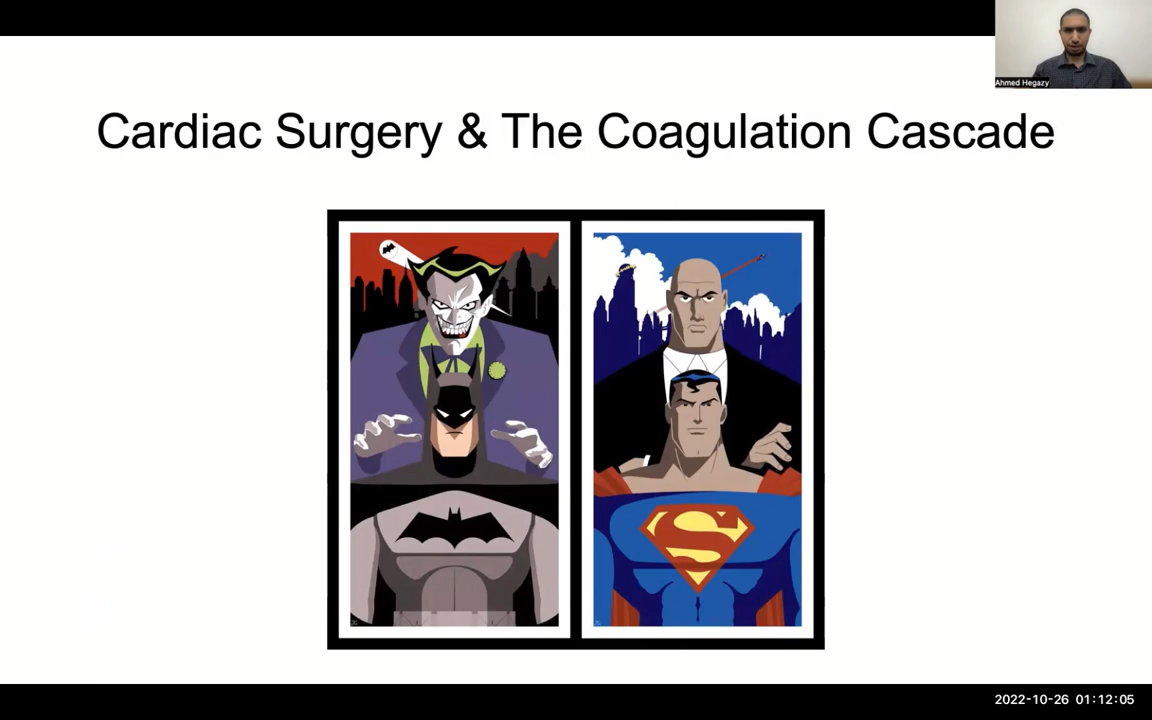 Ahmed Hegazy
Cardiac Surgery & The Coagulation Cascade
S
2022-10-26 01:12:05